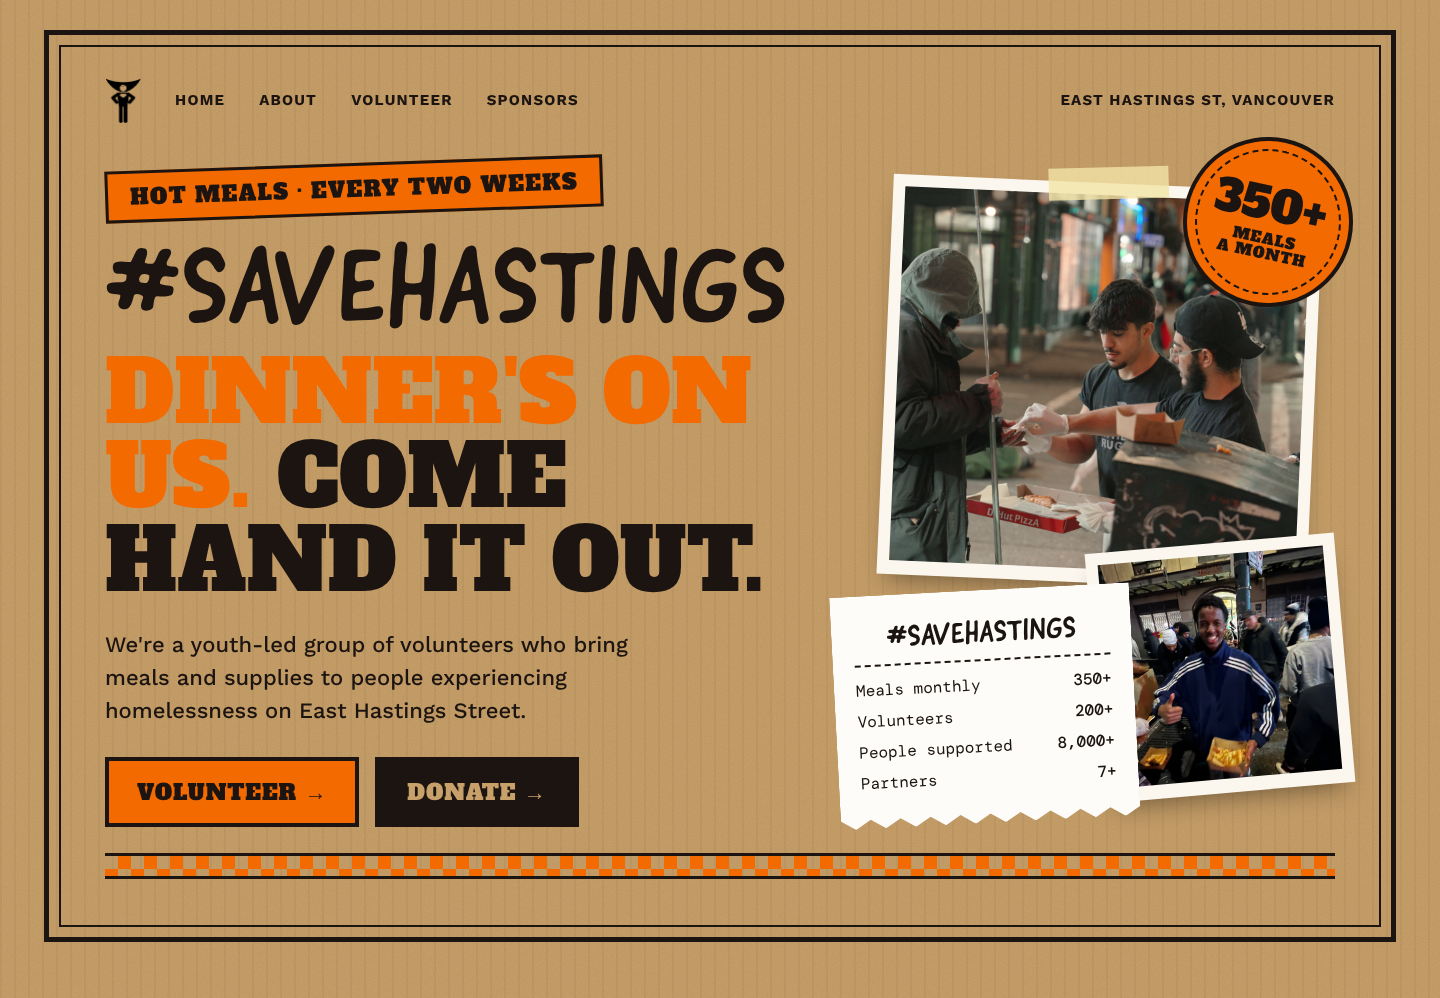 HOME ABOUT VOLUNTEER SPONSORS
EAST HASTINGS ST, VANCOUVER
HOT MEALS · EVERY TWO WEEKS
#SAVEHASTINGS
DINNER'S ON
US. COME
HAND IT OUT.
We're a youth-led group of volunteers who bring
meals and supplies to people experiencing
homelessness on East Hastings Street.
VOLUNTEER →
DONATE →
350+
MEALS
A MONTH
#SAVEHASTINGS
Meals monthly 350+
Volunteers 200+
People supported 8,000+
Partners 7+